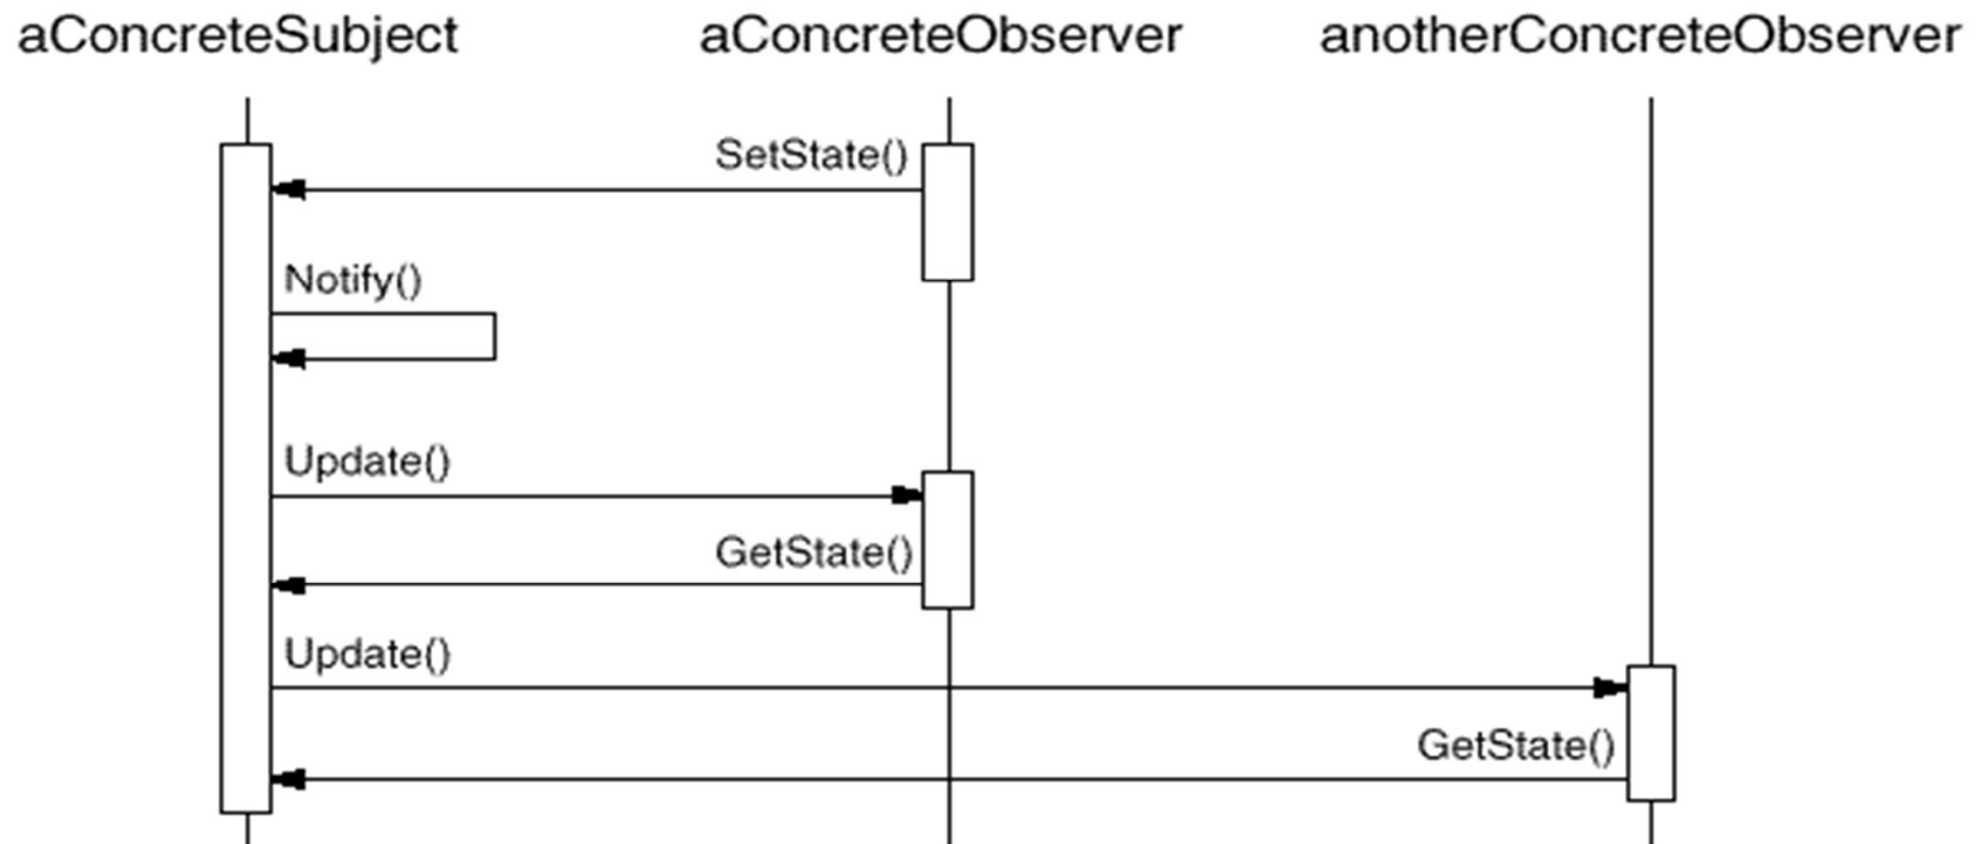 aConcreteSubject aConcreteObserver anotherConcreteObserver
SetState()
Notify()
Update()
GetState()
Update()
GetState()